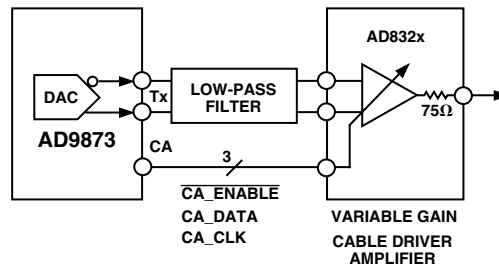 AD832x
DAC
Tx
LOW-PASS
FILTER
75Ω
AD9873
CA
3
CA_ENABLE
CA_DATA
CA_CLK
VARIABLE GAIN
CABLE DRIVER
AMPLIFIER